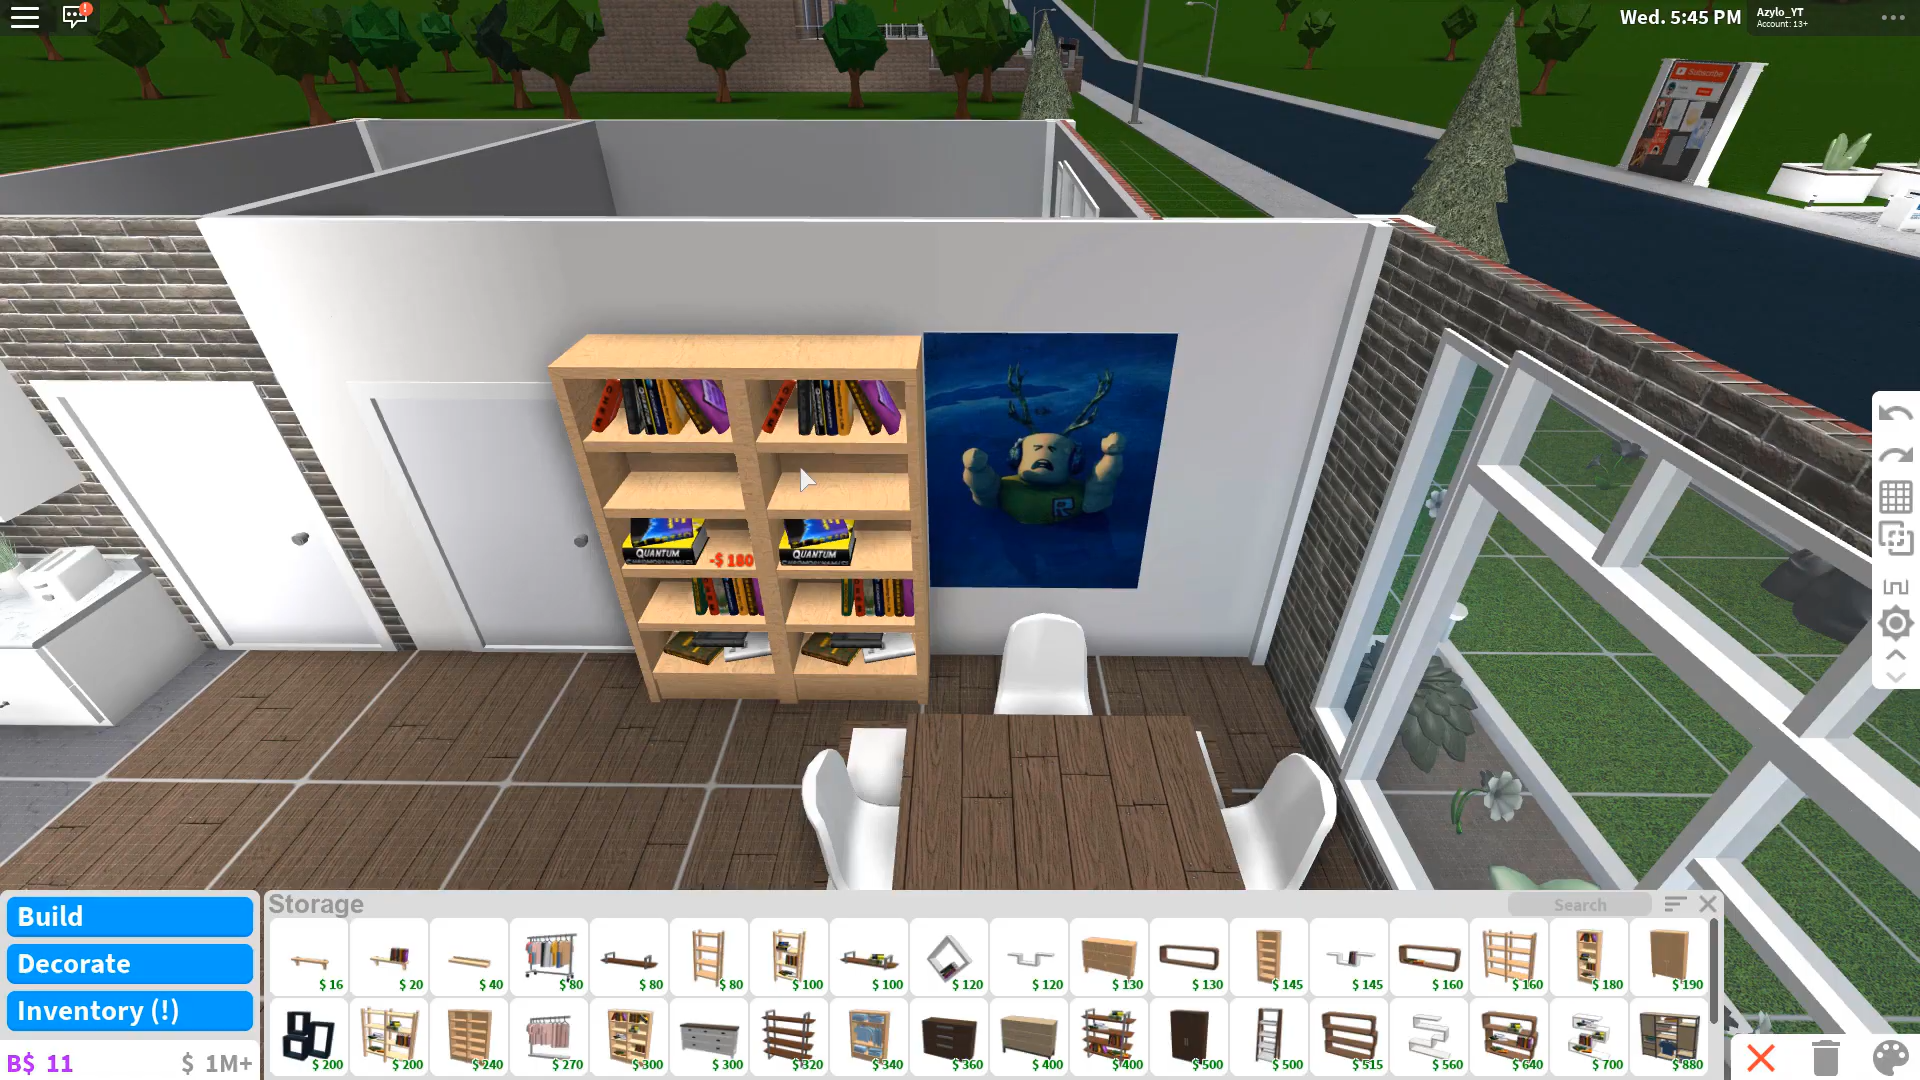 Wed. 5:45 PM
Azylo_YT
Account: 13+
Subscribe
QUANTUM
QUANTUM
-$ 180
Build
Decorate
Inventory (!)
B$ 11
$ 1M+
Storage
Search
$ 16
$ 20
$ 40
$ 80
$ 80
$ 80
$ 100
$ 100
$ 120
$ 120
$ 130
$ 130
$ 145
$ 145
$ 160
$ 160
$ 180
$ 190
$ 200
$ 200
$ 240
$ 270
$ 300
$ 300
$ 320
$ 340
$ 360
$ 400
$ 400
$ 500
$ 500
$ 515
$ 560
$ 640
$ 700
$ 880